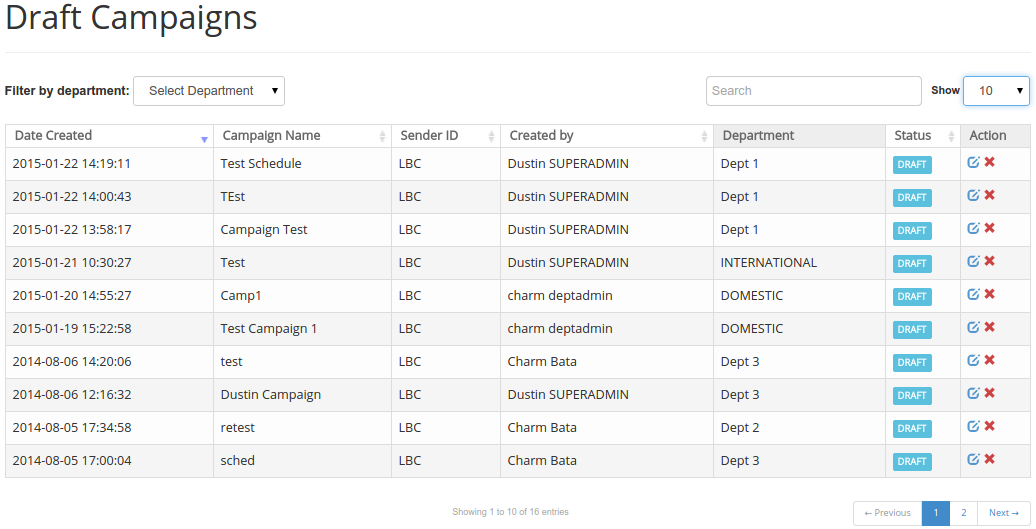 Draft Campaigns
Filter by department: Select Department Search Show 10
Date Created Campaign Name Sender ID Created by Department Status Action
2015-01-22 14:19:11 Test Schedule LBC Dustin SUPERADMIN Dept 1 DRAFT
2015-01-22 14:00:43 TEst LBC Dustin SUPERADMIN Dept 1 DRAFT
2015-01-22 13:58:17 Campaign Test LBC Dustin SUPERADMIN Dept 1 DRAFT
2015-01-21 10:30:27 Test LBC Dustin SUPERADMIN INTERNATIONAL DRAFT
2015-01-20 14:55:27 Camp1 LBC charm deptadmin DOMESTIC DRAFT
2015-01-19 15:22:58 Test Campaign 1 LBC charm deptadmin DOMESTIC DRAFT
2014-08-06 14:20:06 test LBC Charm Bata Dept 3 DRAFT
2014-08-06 12:16:32 Dustin Campaign LBC Dustin SUPERADMIN Dept 3 DRAFT
2014-08-05 17:34:58 retest LBC Charm Bata Dept 2 DRAFT
2014-08-05 17:00:04 sched LBC Charm Bata Dept 3 DRAFT
Showing 1 to 10 of 16 entries ← Previous 1 2 Next →